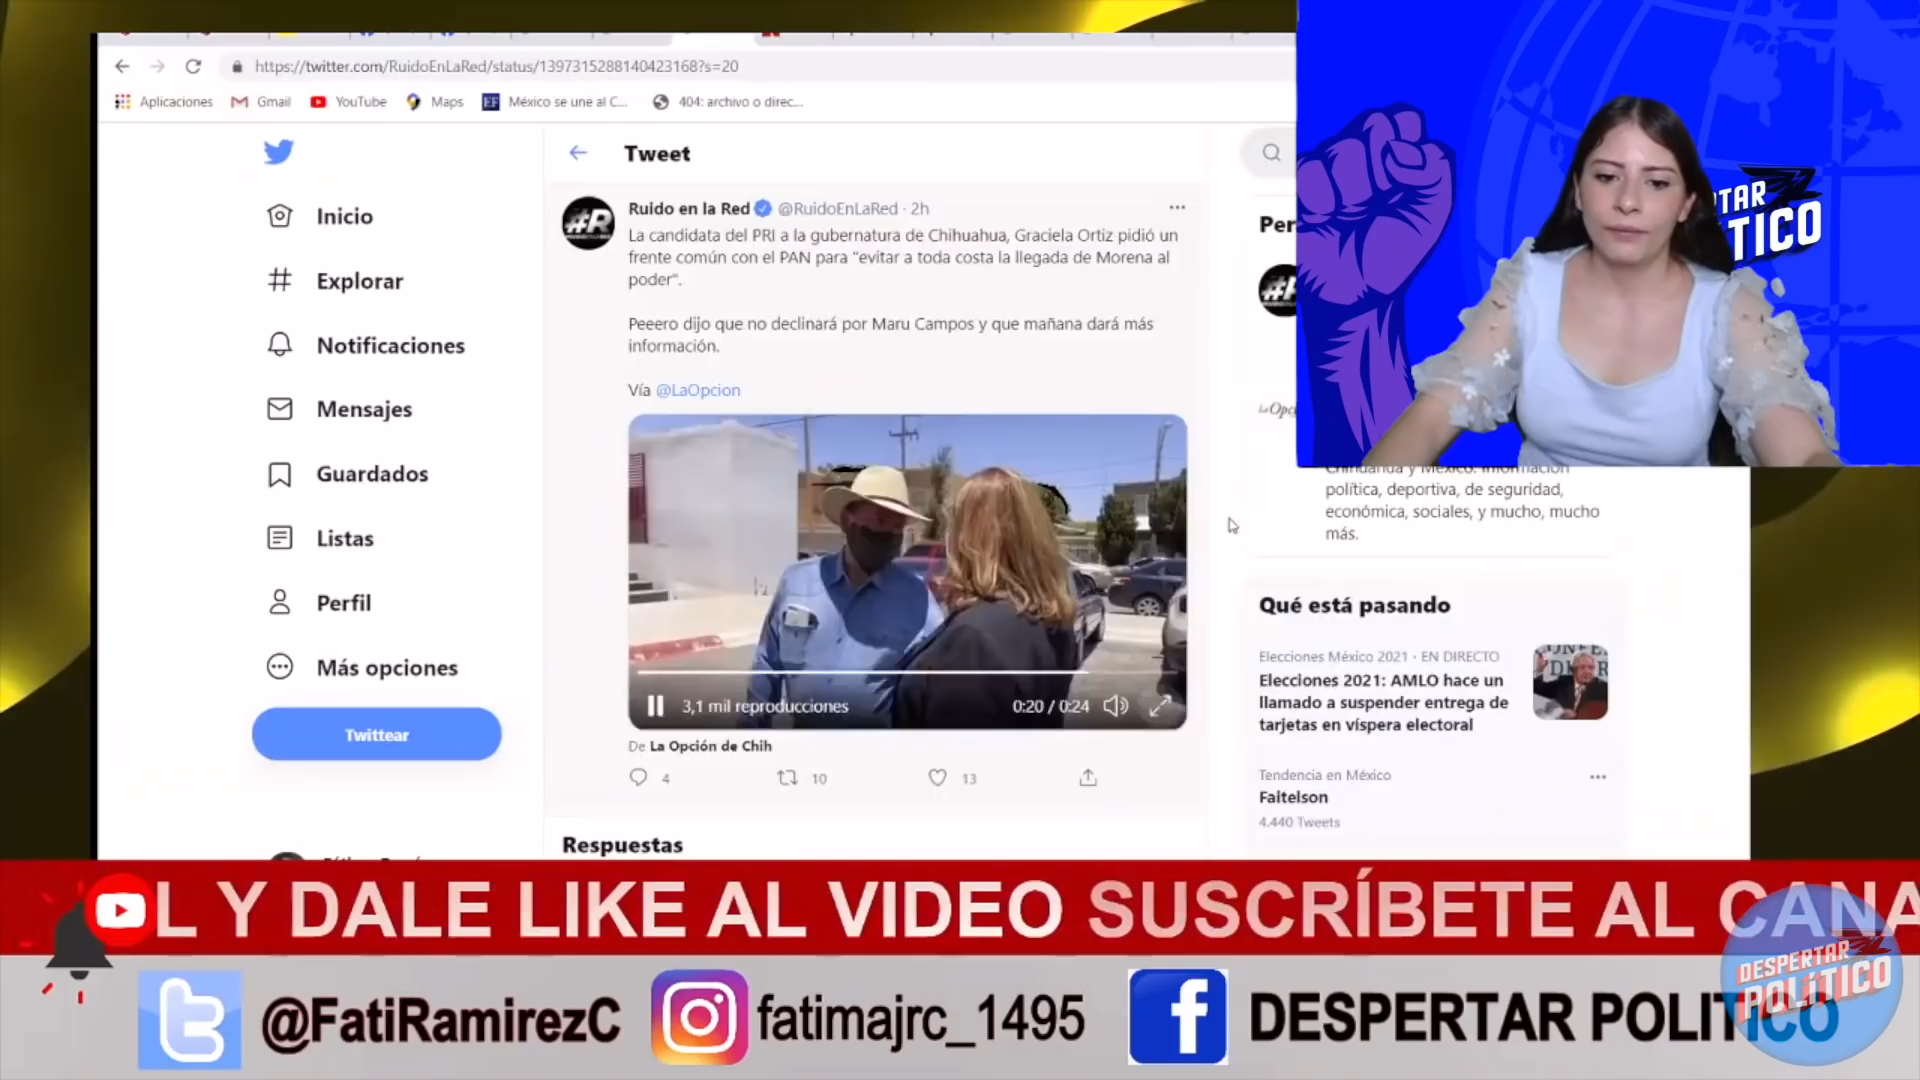 https://twitter.com/RuidoEnLaRed/status/1397315288140423168?s=20
Aplicaciones
Gmail
YouTube
Maps
México se une al C...
404: archivo o direc...
Tweet
Inicio
Explorar
Notificaciones
Mensajes
Guardados
Listas
Perfil
Más opciones
Twittear
#R
Ruido en la Red @RuidoEnLaRed · 2h
La candidata del PRI a la gubernatura de Chihuahua, Graciela Ortiz pidió un
frente común con el PAN para "evitar a toda costa la llegada de Morena al
poder".
Peeero dijo que no declinará por Maru Campos y que mañana dará más
información.
Vía @LaOpcion
3,1 mil reproducciones
0:20 / 0:24
De La Opción de Chih
4
10
13
Respuestas
Per
#R
Chihuahua y México. Información
política, deportiva, de seguridad,
económica, sociales, y mucho, mucho
más.
Qué está pasando
Elecciones México 2021 · EN DIRECTO
Elecciones 2021: AMLO hace un
llamado a suspender entrega de
tarjetas en víspera electoral
Tendencia en México
Faitelson
4.440 Tweets
TAR
TICO
L Y DALE LIKE AL VIDEO SUSCRÍBETE AL CANA
@FatiRamirezC
fatimajrc_1495
DESPERTAR POLITICO
DESPERTAR
POLÍTICO